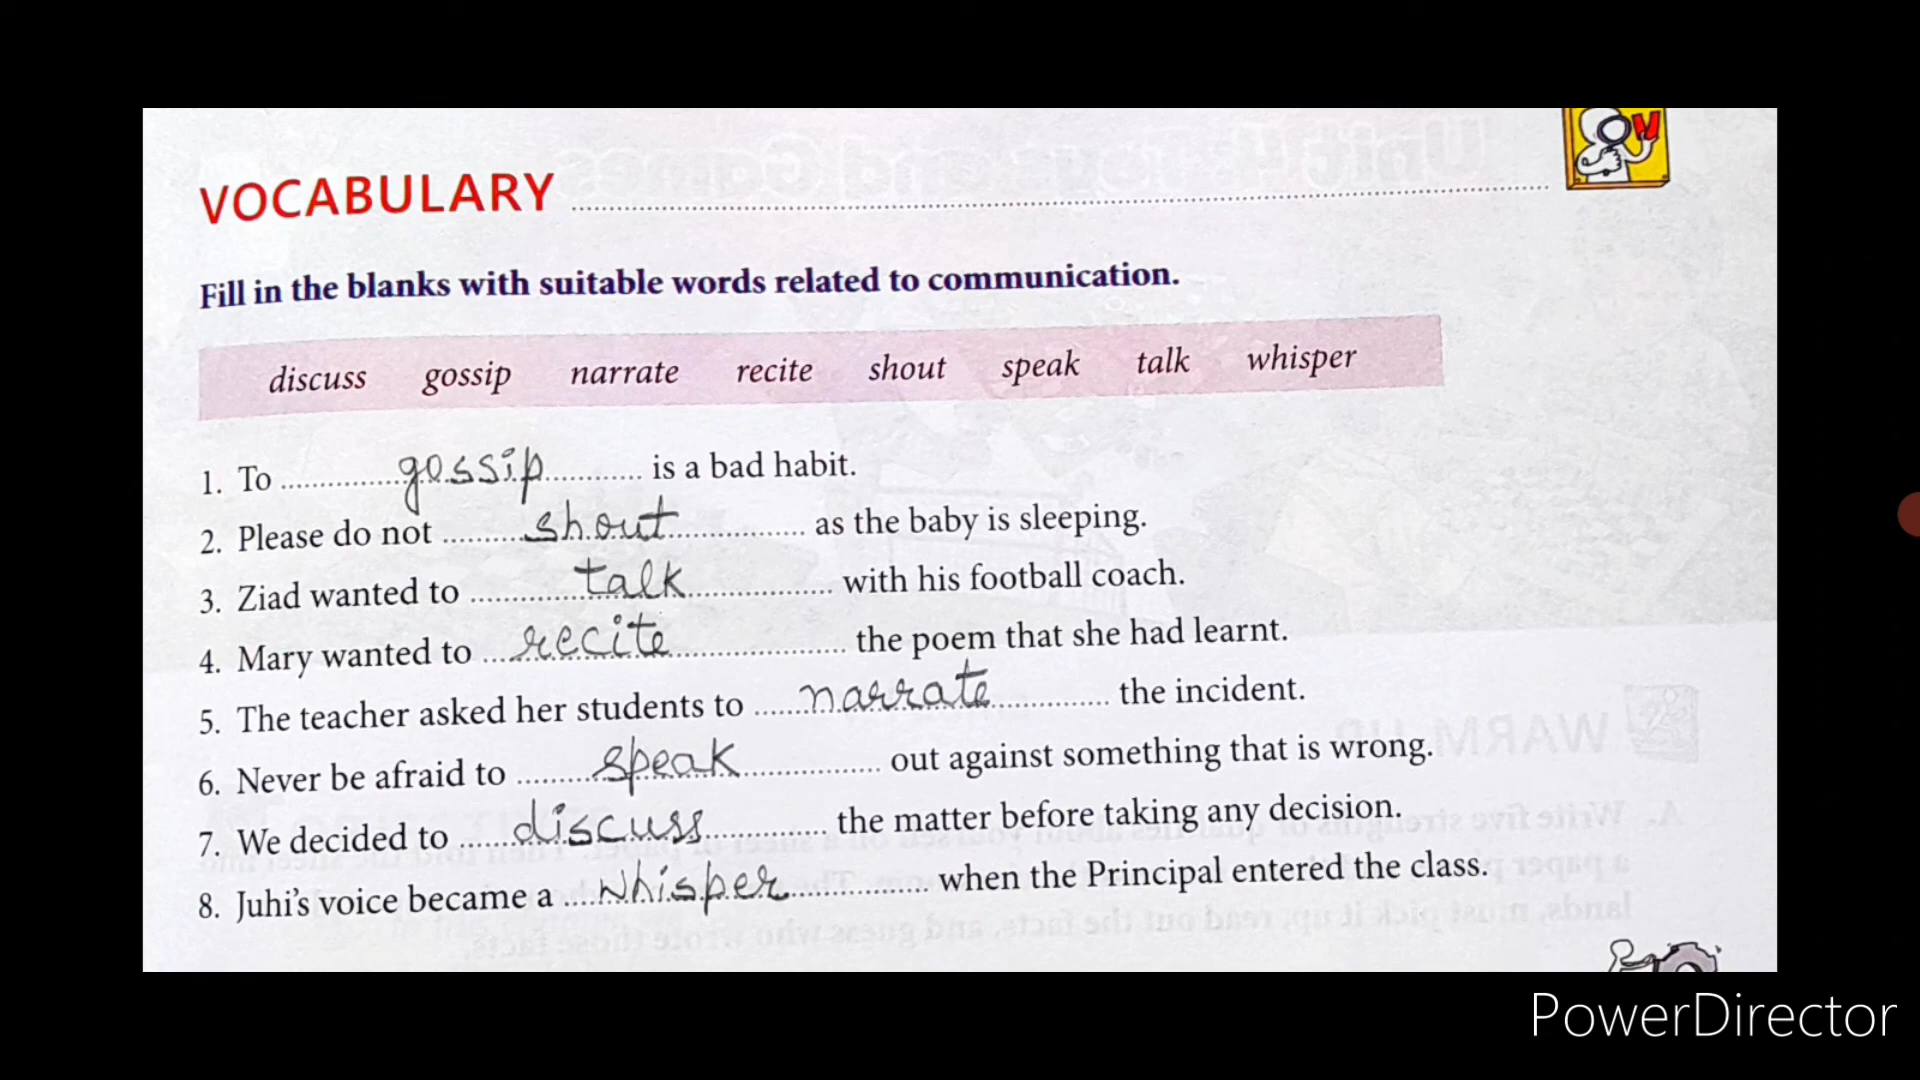 VOCABULARY
Fill in the blanks with suitable words related to communication.
discuss gossip narrate recite shout speak talk whisper
1. To ..........gossip.......... is a bad habit.
2. Please do not ..........shout.......... as the baby is sleeping.
3. Ziad wanted to ..........talk.......... with his football coach.
4. Mary wanted to ..........recite.......... the poem that she had learnt.
5. The teacher asked her students to ..........narrate.......... the incident.
6. Never be afraid to ..........speak.......... out against something that is wrong.
7. We decided to ..........discuss.......... the matter before taking any decision.
8. Juhi's voice became a ..........whisper.......... when the Principal entered the class.
WARM-UP
PowerDirector